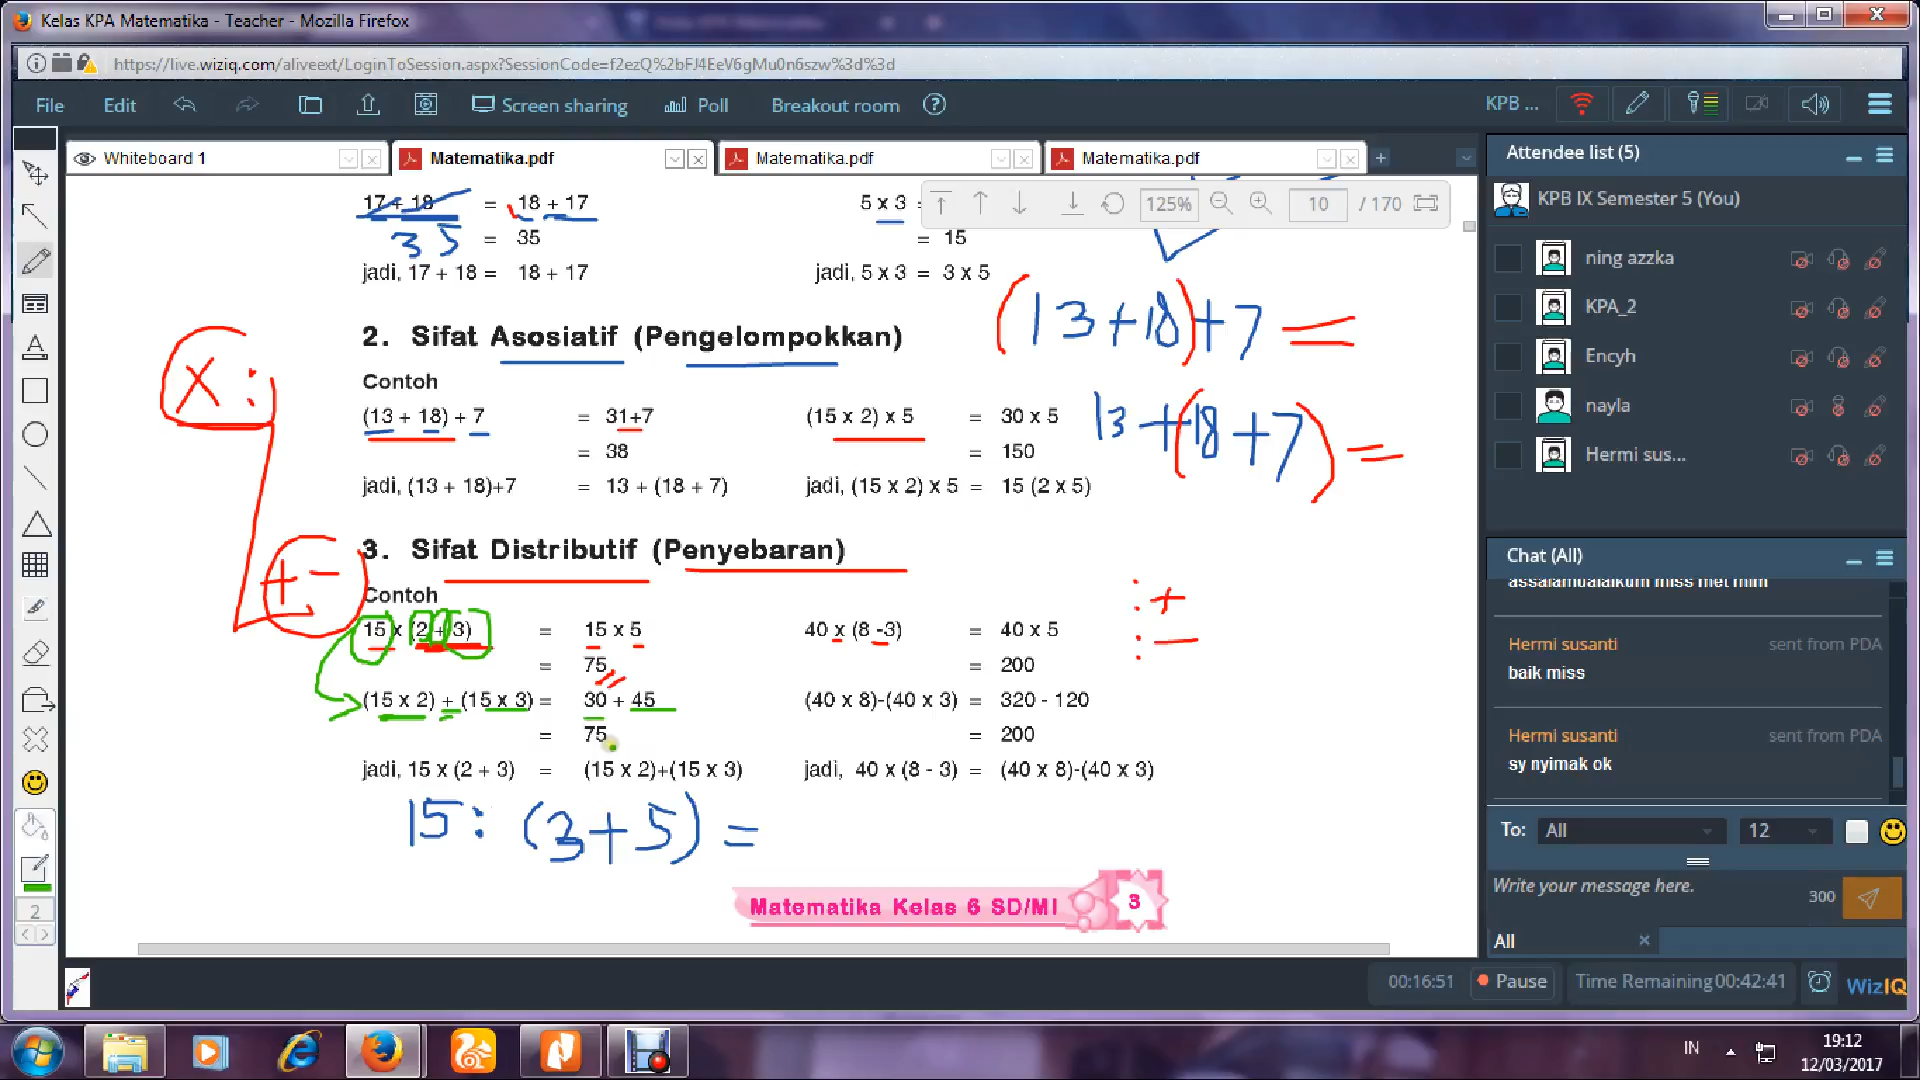 Kelas KPA Matematika - Teacher - Mozilla Firefox
https://live.wiziq.com/aliveext/LoginToSession.aspx?SessionCode=f2ezQ%2bFJ4EeV6gMu0n6szw%3d%3d
File Edit Screen sharing Poll Breakout room KPB ...
Whiteboard 1 Matematika.pdf Matematika.pdf Matematika.pdf
125% 10 / 170
17 + 18 = 18 + 17 5 x 3 =
3 5
= 35 = 15
jadi, 17 + 18 = 18 + 17 jadi, 5 x 3 = 3 x 5
(13+18)+7 =
2. Sifat Asosiatif (Pengelompokkan)
x :
Contoh
(13 + 18) + 7 = 31+7 (15 x 2) x 5 = 30 x 5
13 + (18 + 7) =
= 38 = 150
jadi, (13 + 18)+7 = 13 + (18 + 7) jadi, (15 x 2) x 5 = 15 (2 x 5)
3. Sifat Distributif (Penyebaran)
+ -
Contoh
: +
15 x (2 + 3) = 15 x 5 40 x (8 -3) = 40 x 5
: -
= 75 = 200
(15 x 2) + (15 x 3) = 30 + 45 (40 x 8)-(40 x 3) = 320 - 120
= 75 = 200
jadi, 15 x (2 + 3) = (15 x 2)+(15 x 3) jadi, 40 x (8 - 3) = (40 x 8)-(40 x 3)
15 : (3+5) =
Matematika Kelas 6 SD/MI 3
2
Attendee list (5)
KPB IX Semester 5 (You)
ning azzka
KPA_2
Encyh
nayla
Hermi sus...
Chat (All)
assalamualaikum miss met mlm
Hermi susanti sent from PDA
baik miss
Hermi susanti sent from PDA
sy nyimak ok
To: All 12
Write your message here. 300
All
00:16:51 Pause Time Remaining 00:42:41 WizIQ
IN 19:12
12/03/2017